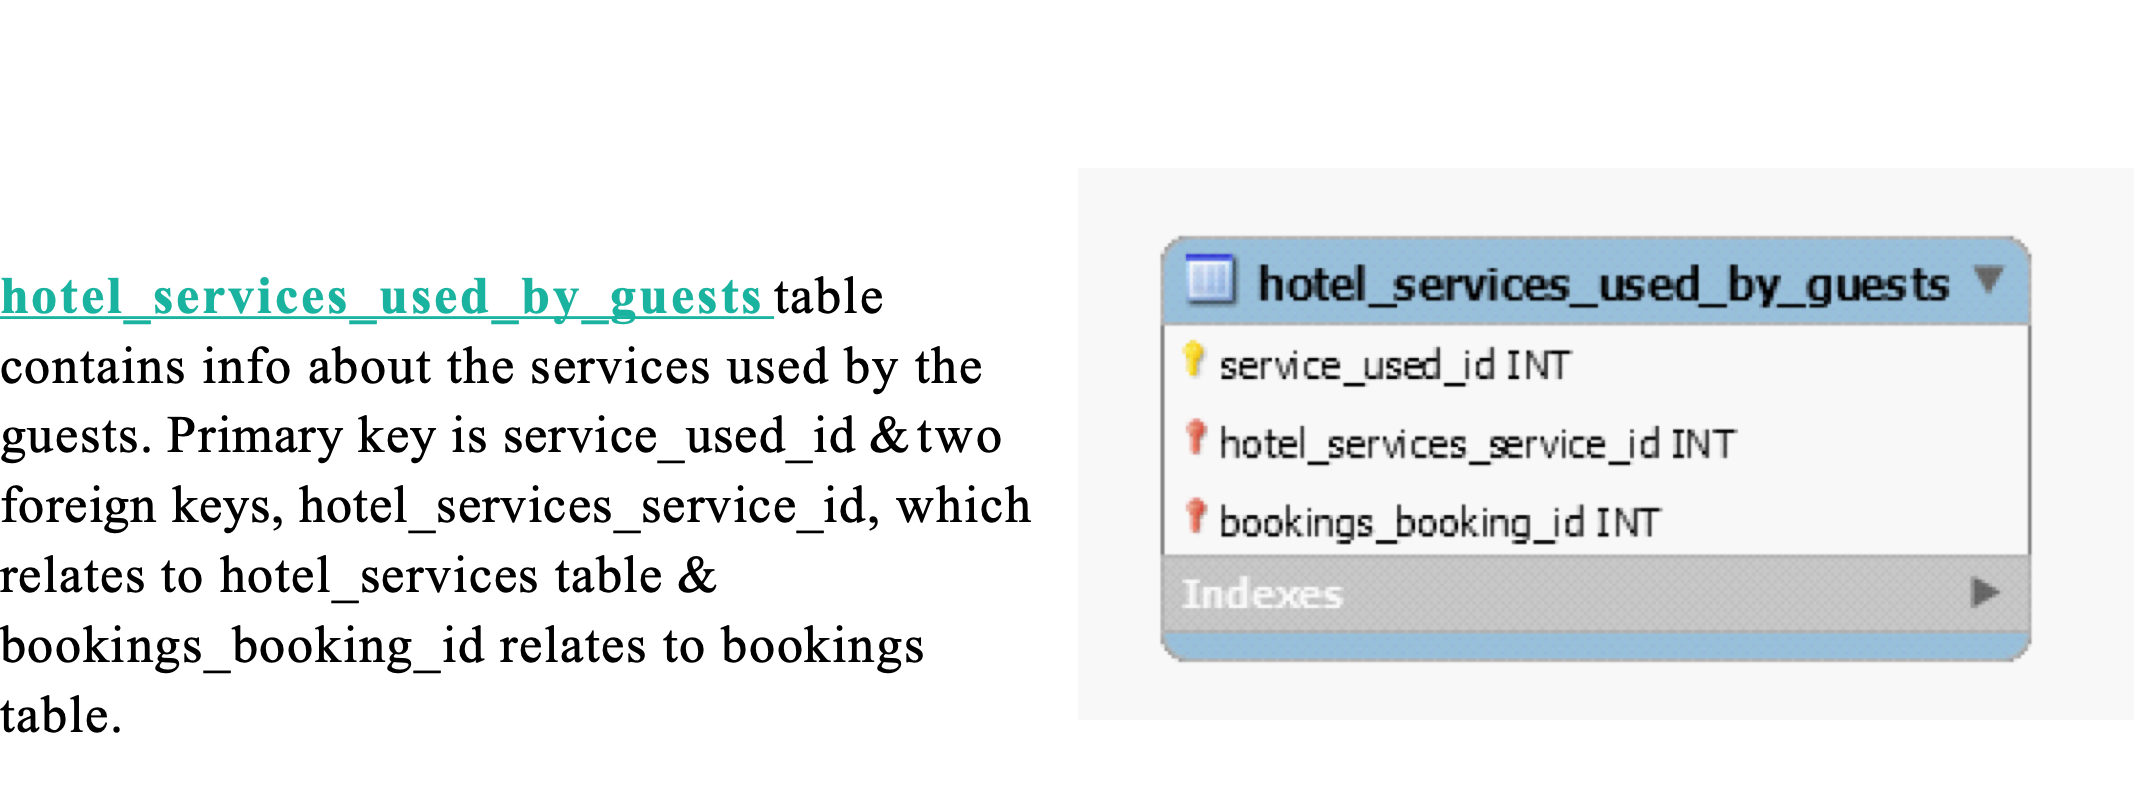 hotel_services_used_by_guests table
contains info about the services used by the
guests. Primary key is service_used_id & two
foreign keys, hotel_services_service_id, which
relates to hotel_services table &
bookings_booking_id relates to bookings
table.
hotel_services_used_by_guests
service_used_id INT
hotel_services_service_id INT
bookings_booking_id INT
Indexes